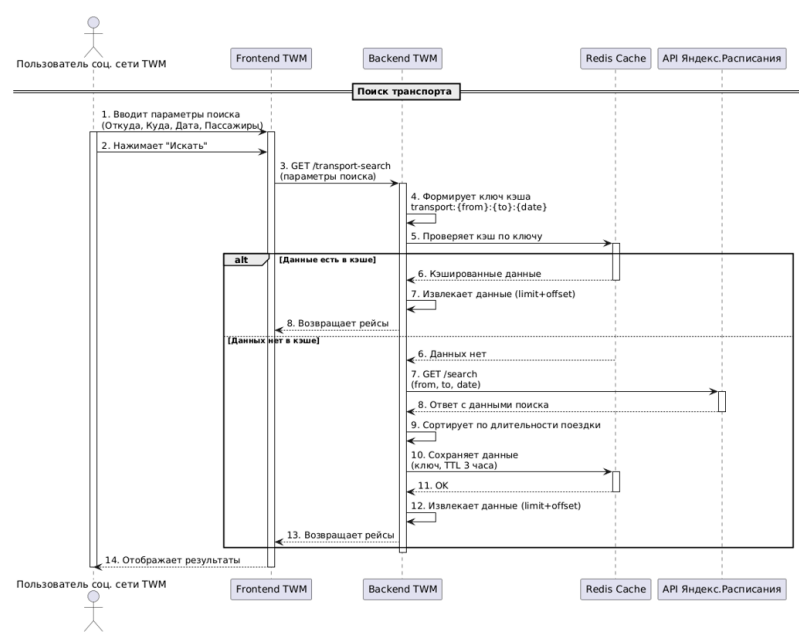 Пользователь соц. сети TWM
Frontend TWM
Backend TWM
Redis Cache
API Яндекс.Расписания
Поиск транспорта
1. Вводит параметры поиска
(Откуда, Куда, Дата, Пассажиры)
2. Нажимает "Искать"
3. GET /transport-search
(параметры поиска)
4. Формирует ключ кэша
transport:{from}:{to}:{date}
5. Проверяет кэш по ключу
alt
[Данные есть в кэше]
6. Кэшированные данные
7. Извлекает данные (limit+offset)
8. Возвращает рейсы
[Данных нет в кэше]
6. Данных нет
7. GET /search
(from, to, date)
8. Ответ с данными поиска
9. Сортирует по длительности поездки
10. Сохраняет данные
(ключ, TTL 3 часа)
11. OK
12. Извлекает данные (limit+offset)
13. Возвращает рейсы
14. Отображает результаты
Пользователь соц. сети TWM
Frontend TWM
Backend TWM
Redis Cache
API Яндекс.Расписания